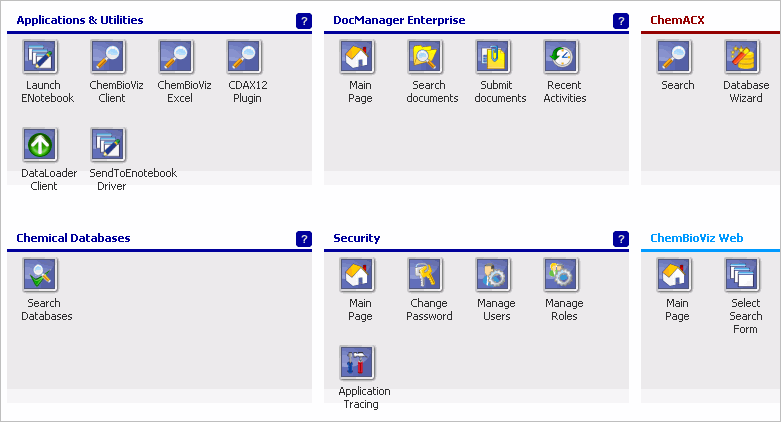 Applications & Utilities ?
Launch ENotebook
ChemBioViz Client
ChemBioViz Excel
CDAX12 Plugin
DataLoader Client
SendToEnotebook Driver
DocManager Enterprise ?
Main Page
Search documents
Submit documents
Recent Activities
ChemACX
Search
Database Wizard
Chemical Databases ?
Search Databases
Security ?
Main Page
Change Password
Manage Users
Manage Roles
Application Tracing
ChemBioViz Web
Main Page
Select Search Form